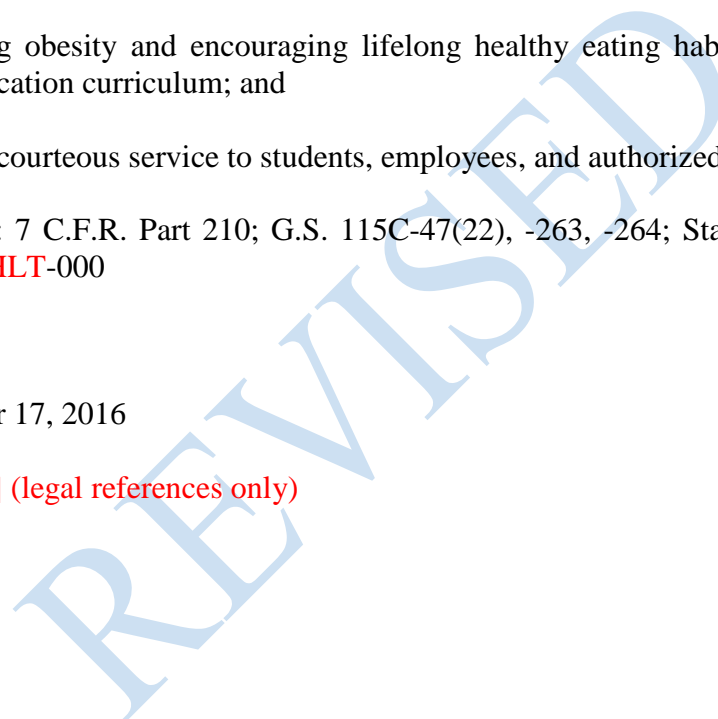 g obesity and encouraging lifelong healthy eating hab
cation curriculum; and
courteous service to students, employees, and authorized
: 7 C.F.R. Part 210; G.S. 115C-47(22), -263, -264; Sta
HLT-000
r 17, 2016
(legal references only)
REVISED